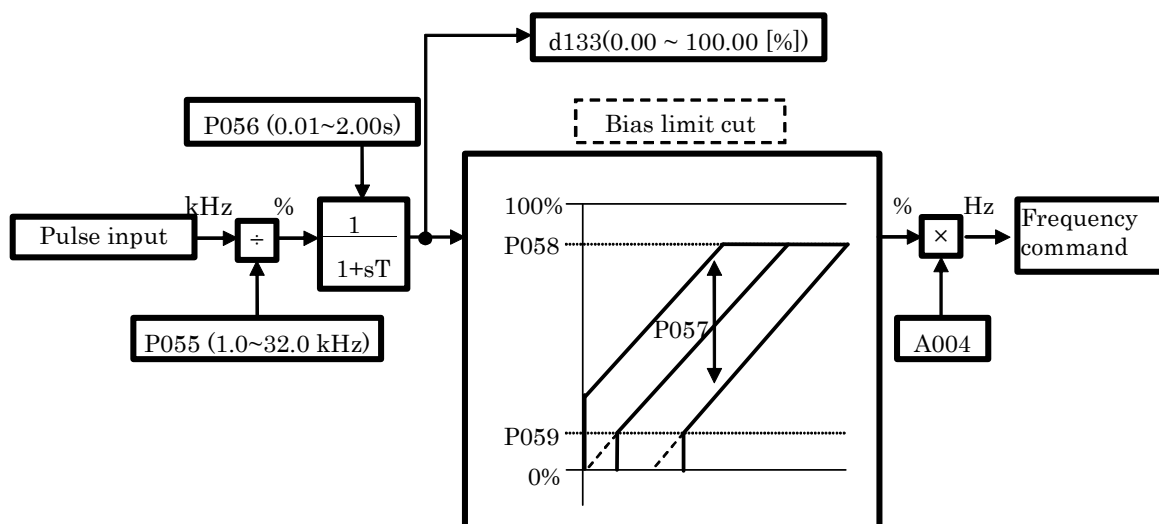 d133(0.00 ~ 100.00 [%])
P056 (0.01~2.00s)
Bias limit cut
kHz
%
100%
%
Hz
Pulse input
÷
1
1+sT
P058
×
Frequency
command
P057
P055 (1.0~32.0 kHz)
A004
P059
0%